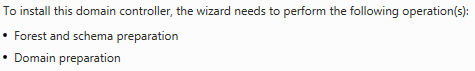 To install this domain controller, the wizard needs to perform the following operation(s):
• Forest and schema preparation
• Domain preparation